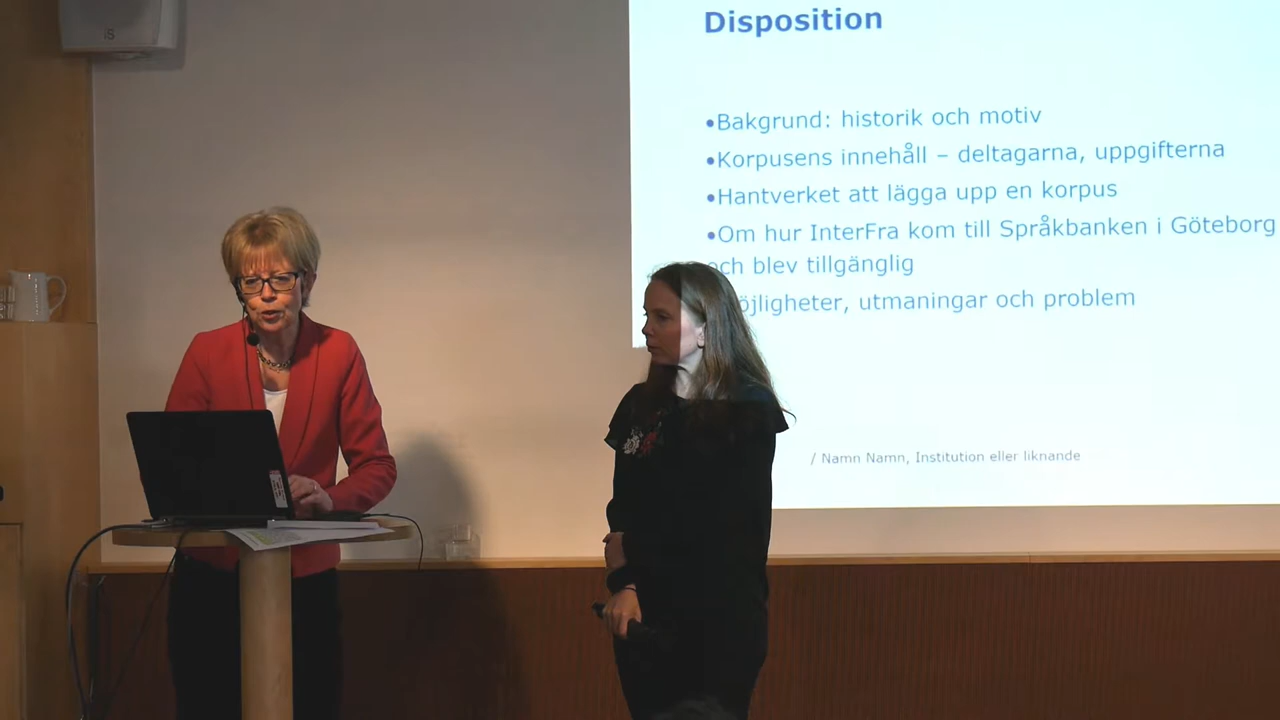 Disposition
•Bakgrund: historik och motiv
•Korpusens innehåll – deltagarna, uppgifterna
•Hantverket att lägga upp en korpus
•Om hur InterFra kom till Språkbanken i Göteborg
och blev tillgänglig
öjligheter, utmaningar och problem
/ Namn Namn, Institution eller liknande